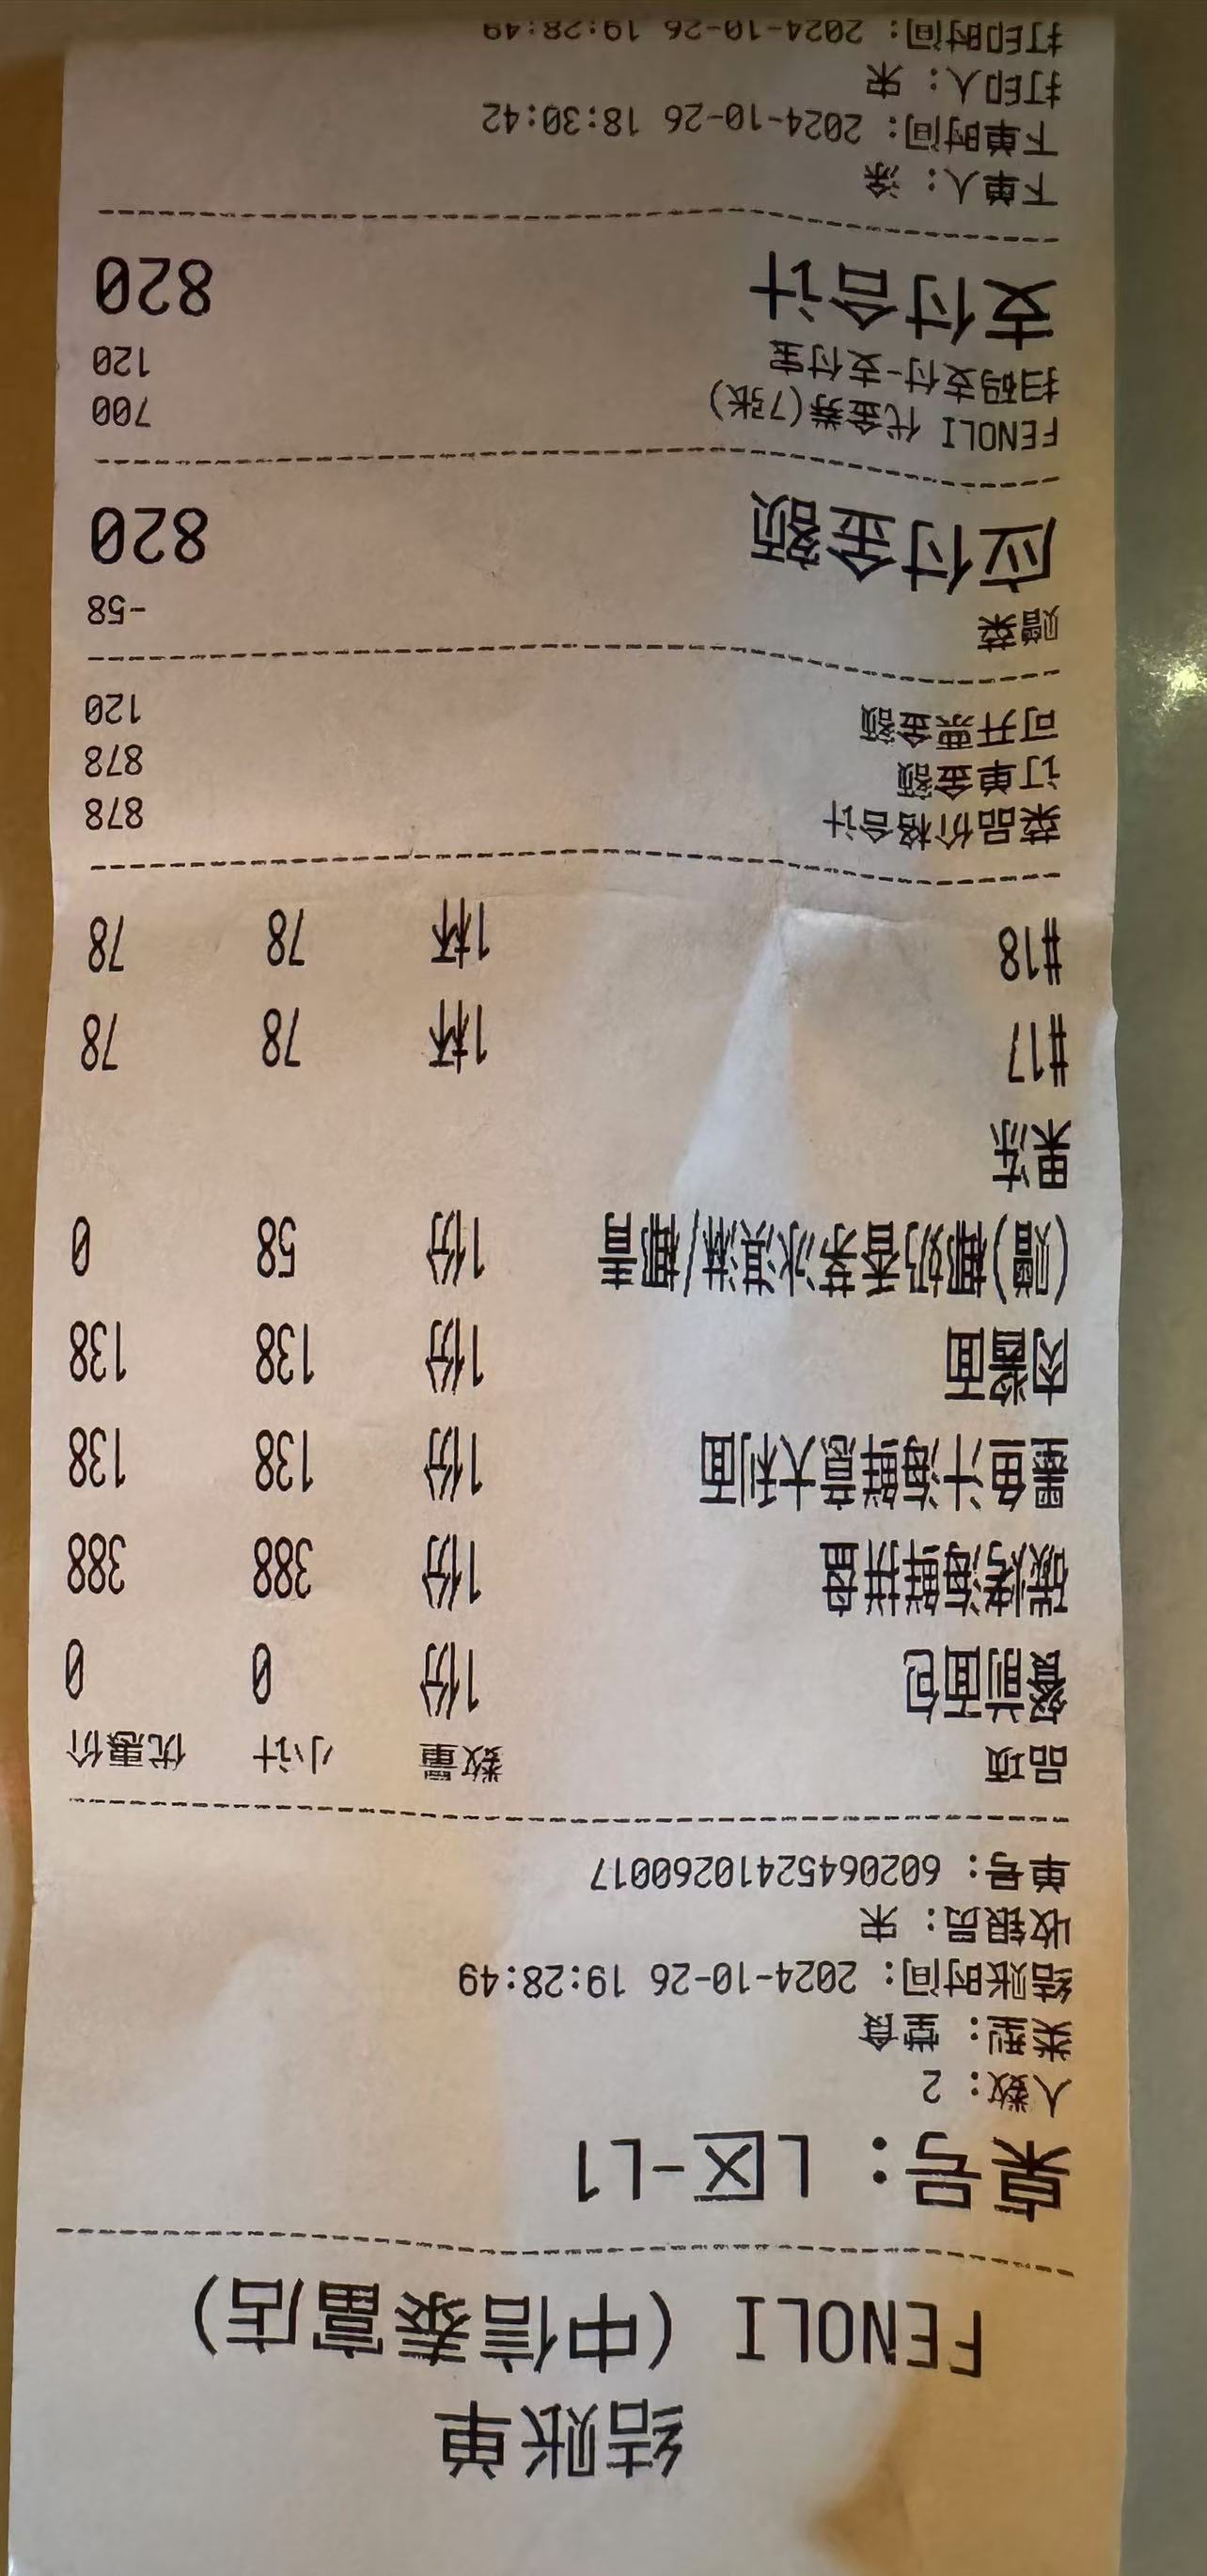 结账单
FENOLI (中信泰富店)
桌号: L区-L1
人数: 2
类型: 堂食
结账时间: 2024-10-26 19:28:49
收银员: 宋
单号: 602064524102600​17
品项 数量 小计 优惠价
餐前面包 1份 0 0
碳烤海鲜拼盘 1份 388 388
墨鱼汁海鲜意大利面 1份 138 138
肉酱面 1份 138 138
(赠)椰奶香茅冰淇淋/椰青 1份 58 0
果冻
#17 1杯 78 78
#18 1杯 78 78
菜品价格合计 878
订单金额 878
可开票金额 120
赠菜 -58
应付金额 820
FENOLI 代金券(7张) 700
扫码支付-支付宝 120
支付合计 820
下单人: 涂
下单时间: 2024-10-26 18:30:42
打印人: 宋
打印时间: 2024-10-26 19:28:49